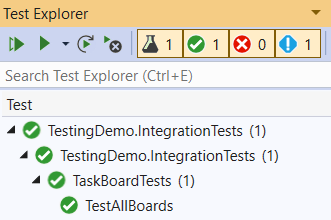 Test Explorer
1 1 0 1
Search Test Explorer (Ctrl+E)
Test
TestingDemo.IntegrationTests (1)
TestingDemo.IntegrationTests (1)
TaskBoardTests (1)
TestAllBoards